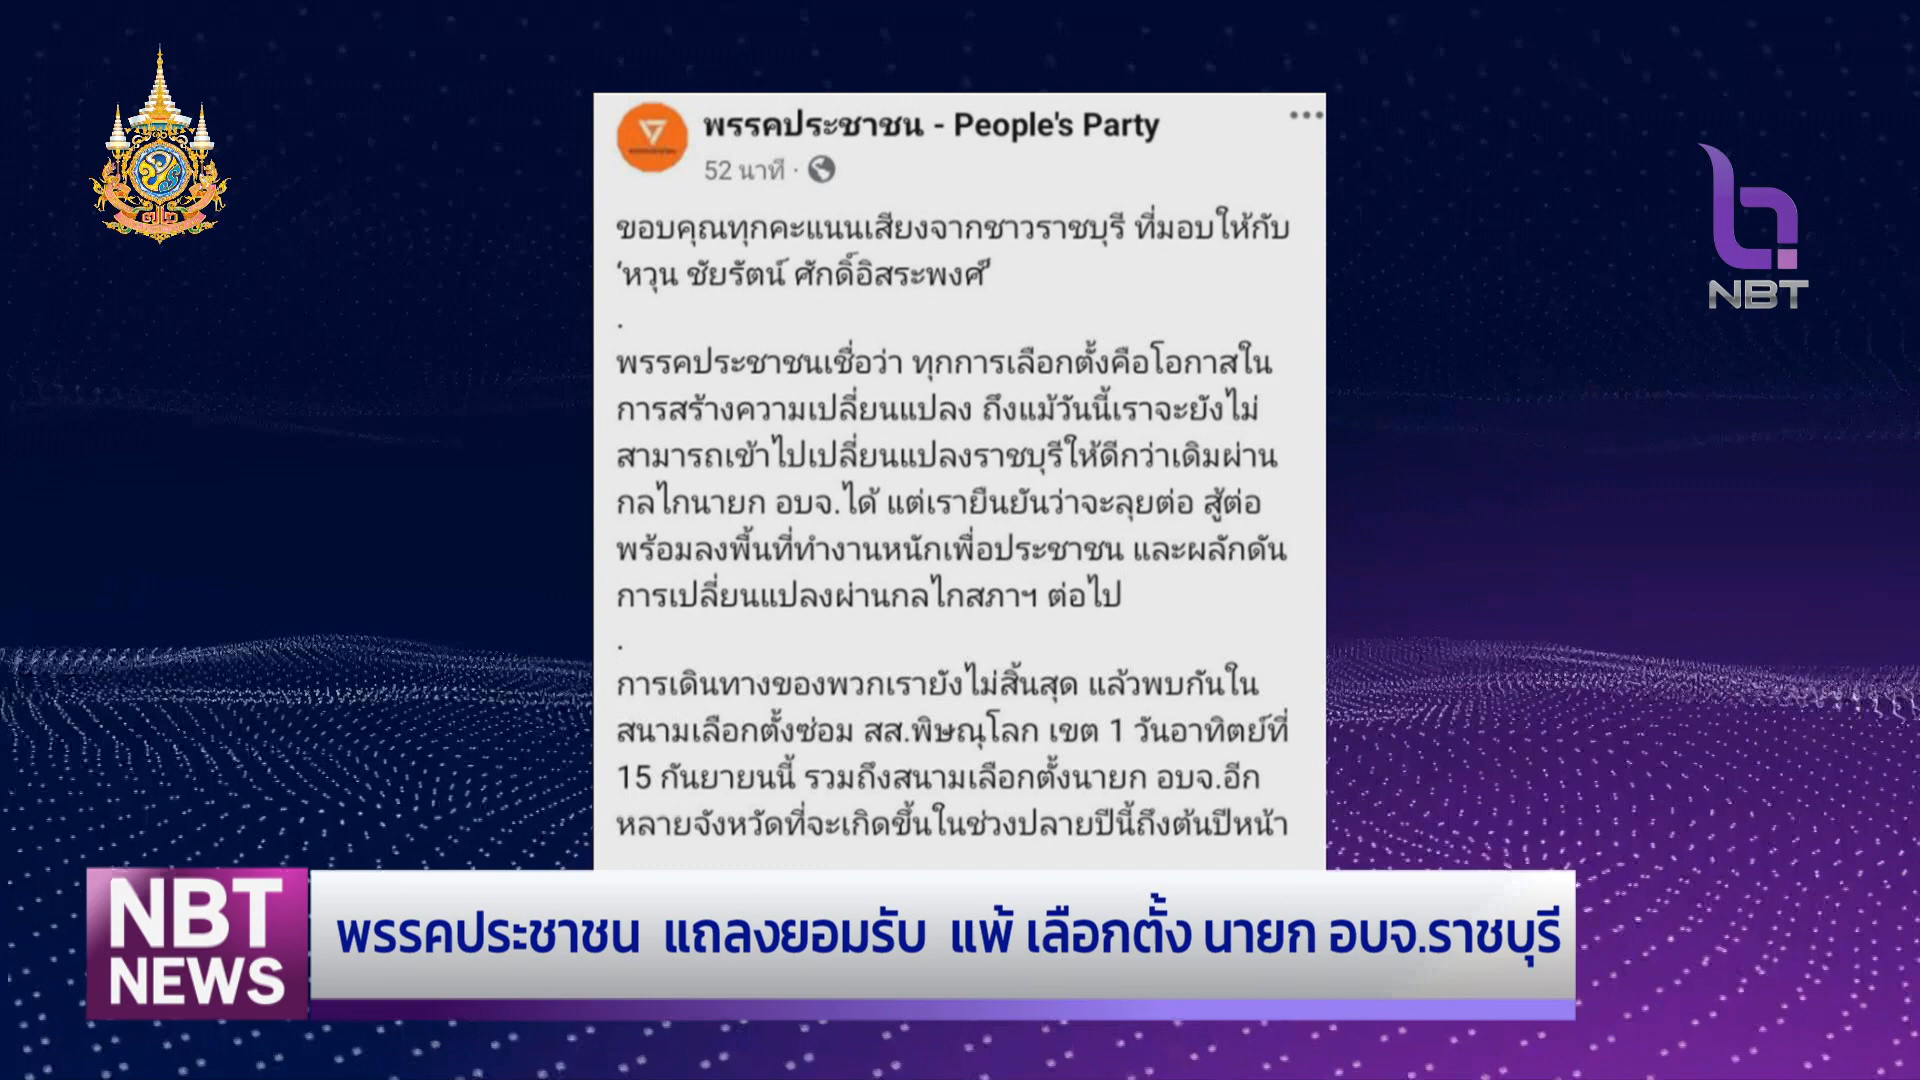 พรรคประชาชน - People's Party
52 นาที ·
ขอบคุณทุกคะแนนเสียงจากชาวราชบุรี ที่มอบให้กับ
‘หวุน ชัยรัตน์ ศักดิ์อิสระพงศ์’
.
พรรคประชาชนเชื่อว่า ทุกการเลือกตั้งคือโอกาสใน
การสร้างความเปลี่ยนแปลง ถึงแม้วันนี้เราจะยังไม่
สามารถเข้าไปเปลี่ยนแปลงราชบุรีให้ดีกว่าเดิมผ่าน
กลไกนายก อบจ.ได้ แต่เรายืนยันว่าจะลุยต่อ สู้ต่อ
พร้อมลงพื้นที่ทำงานหนักเพื่อประชาชน และผลักดัน
การเปลี่ยนแปลงผ่านกลไกสภาฯ ต่อไป
.
การเดินทางของพวกเรายังไม่สิ้นสุด แล้วพบกันใน
สนามเลือกตั้งซ่อม สส.พิษณุโลก เขต 1 วันอาทิตย์ที่
15 กันยายนนี้ รวมถึงสนามเลือกตั้งนายก อบจ.อีก
หลายจังหวัดที่จะเกิดขึ้นในช่วงปลายปีนี้ถึงต้นปีหน้า
NBT
NBT
NEWS
พรรคประชาชน แถลงยอมรับ แพ้ เลือกตั้ง นายก อบจ.ราชบุรี
๗๒